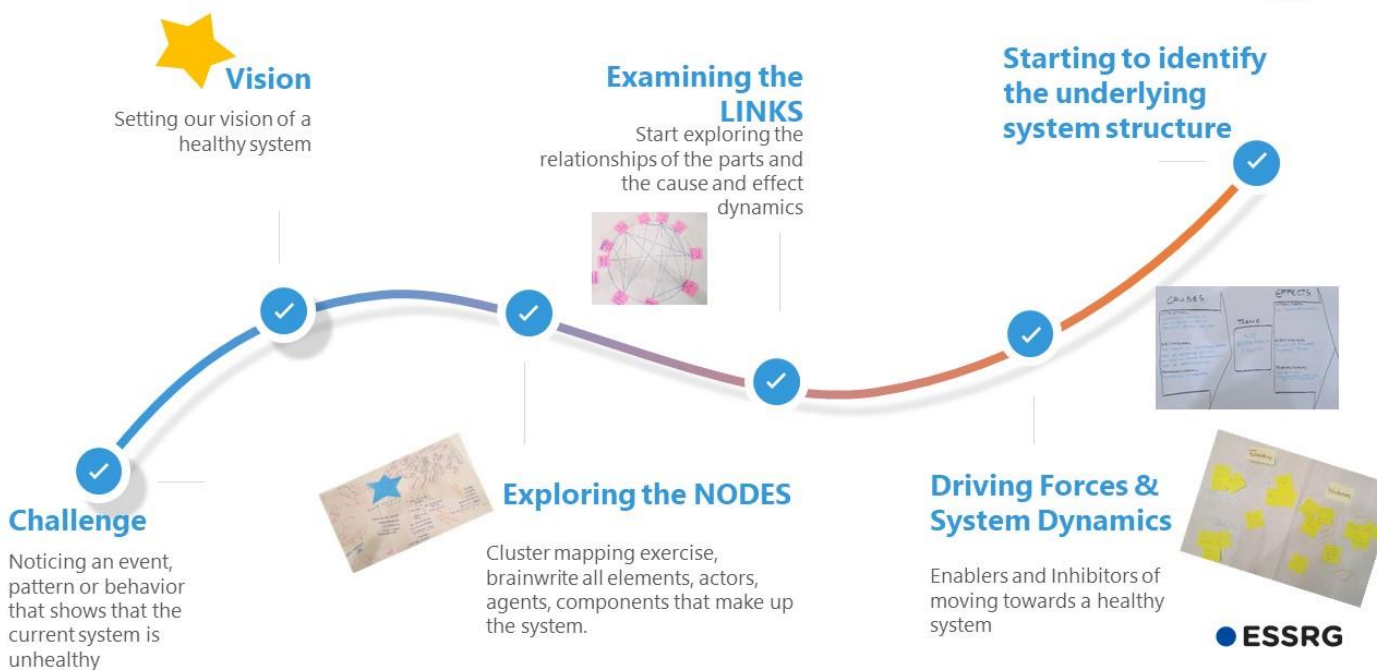 Vision
Setting our vision of a
healthy system
Examining the
LINKS
Start exploring the
relationships of the parts and
the cause and effect
dynamics
Starting to identify
the underlying
system structure
CAUSES
EFFECTS
THEME
Challenge
Noticing an event,
pattern or behavior
that shows that the
current system is
unhealthy
Exploring the NODES
Cluster mapping exercise,
brainwrite all elements, actors,
agents, components that make up
the system.
Driving Forces &
System Dynamics
Enablers and Inhibitors of
moving towards a healthy
system
ESSRG